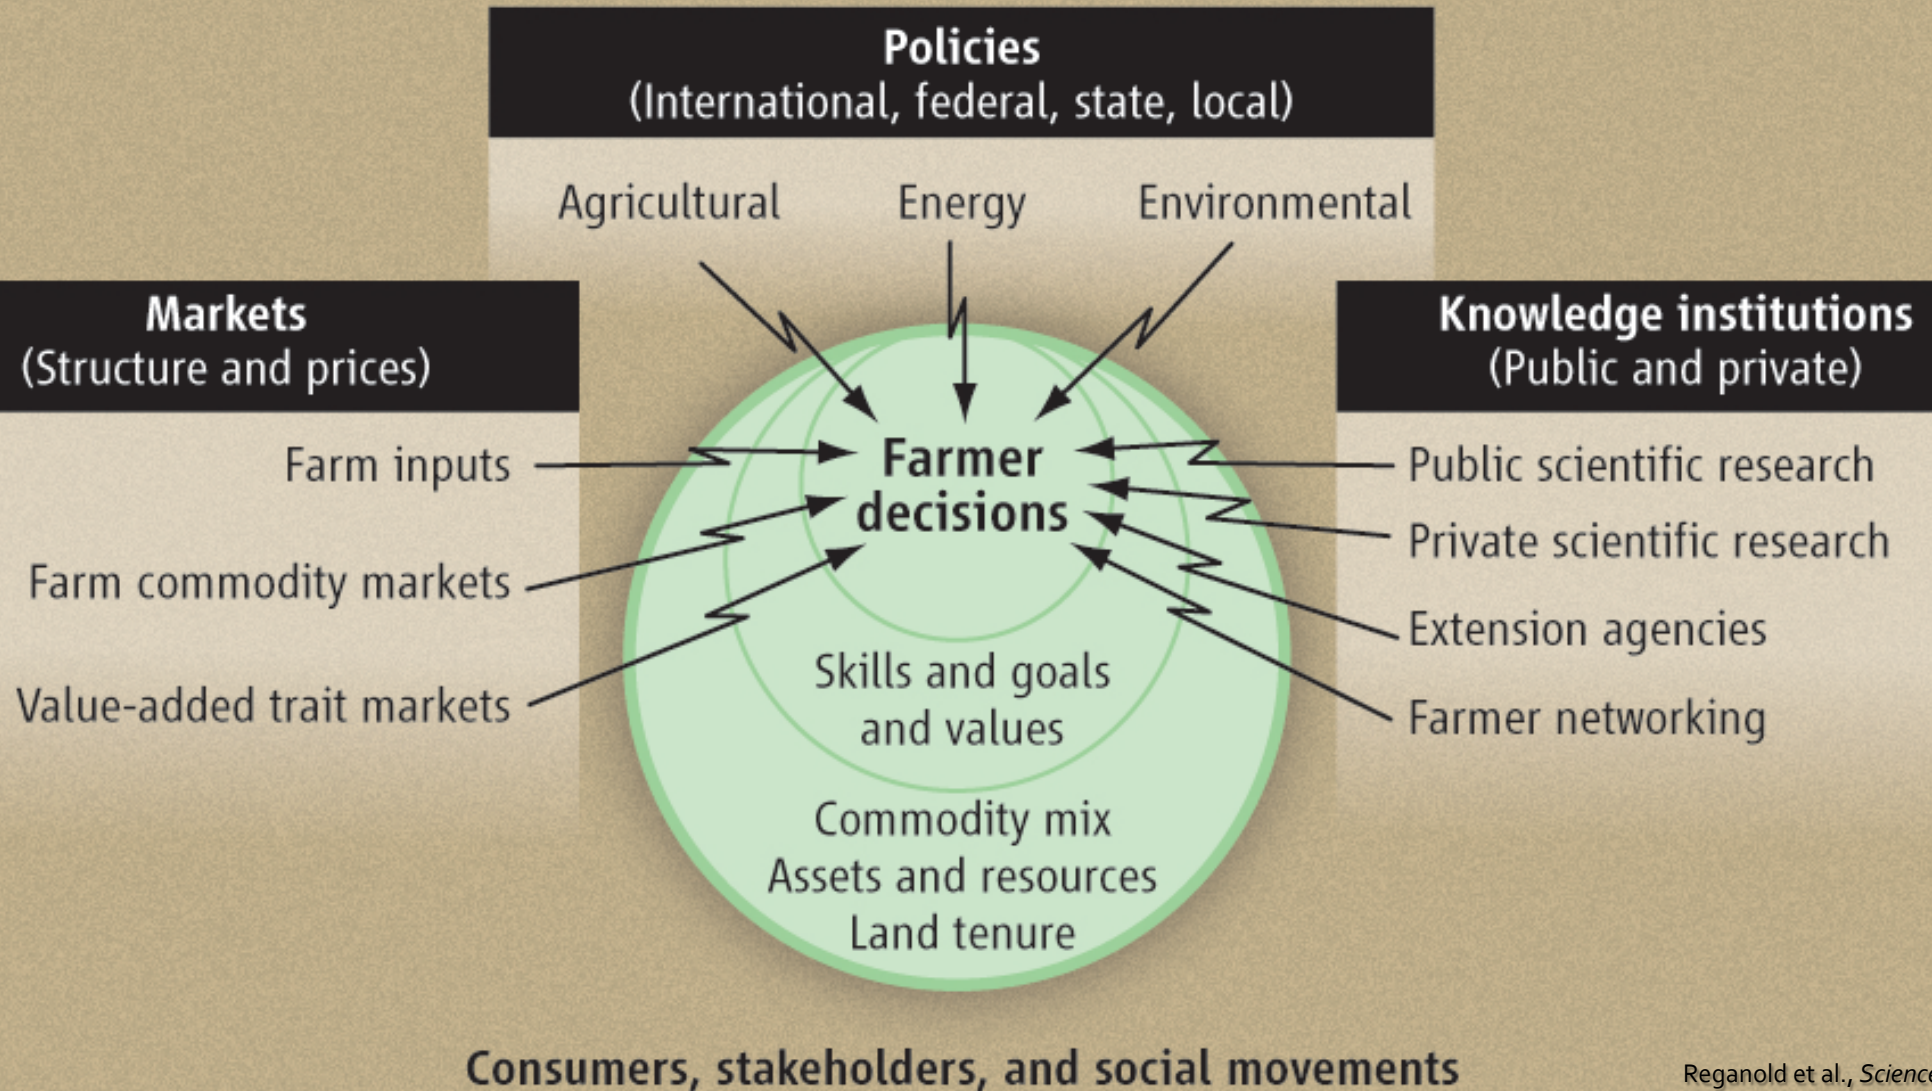 Policies
(International, federal, state, local)
Agricultural
Energy
Environmental
Markets
(Structure and prices)
Farm inputs
Farm commodity markets
Value-added trait markets
Knowledge institutions
(Public and private)
Public scientific research
Private scientific research
Extension agencies
Farmer networking
Farmer
decisions
Skills and goals
and values
Commodity mix
Assets and resources
Land tenure
Consumers, stakeholders, and social movements
Reganold et al., Science